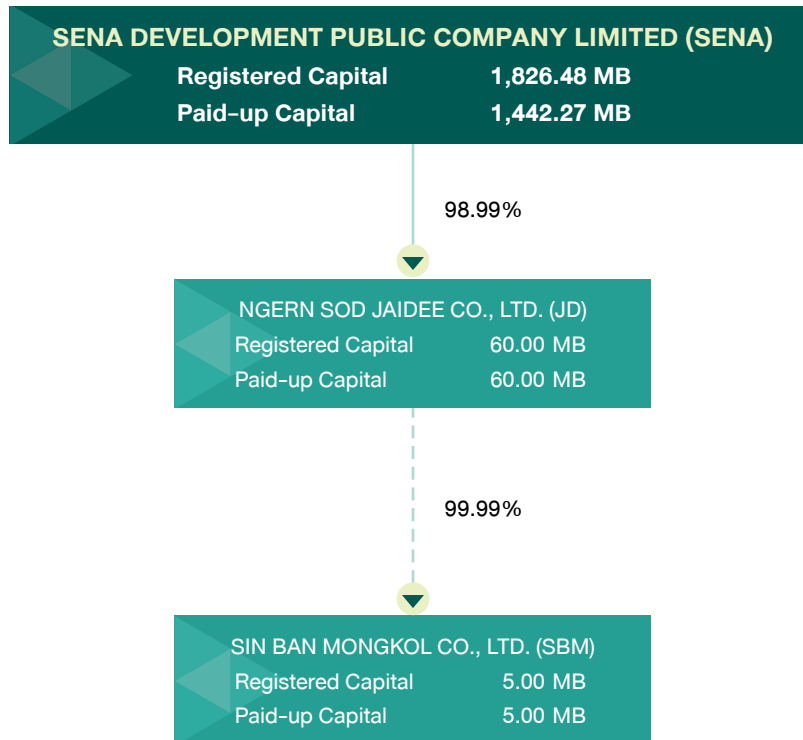 SENA DEVELOPMENT PUBLIC COMPANY LIMITED (SENA)
Registered Capital 1,826.48 MB
Paid-up Capital 1,442.27 MB
98.99%
NGERN SOD JAIDEE CO., LTD. (JD)
Registered Capital 60.00 MB
Paid-up Capital 60.00 MB
99.99%
SIN BAN MONGKOL CO., LTD. (SBM)
Registered Capital 5.00 MB
Paid-up Capital 5.00 MB